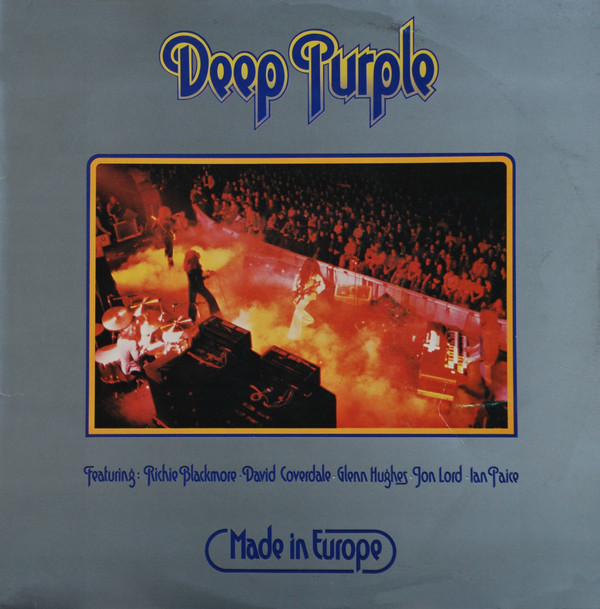 Deep Purple
Featuring: Richie Blackmore · David Coverdale · Glenn Hughes · Jon Lord · Ian Paice
Made in Europe